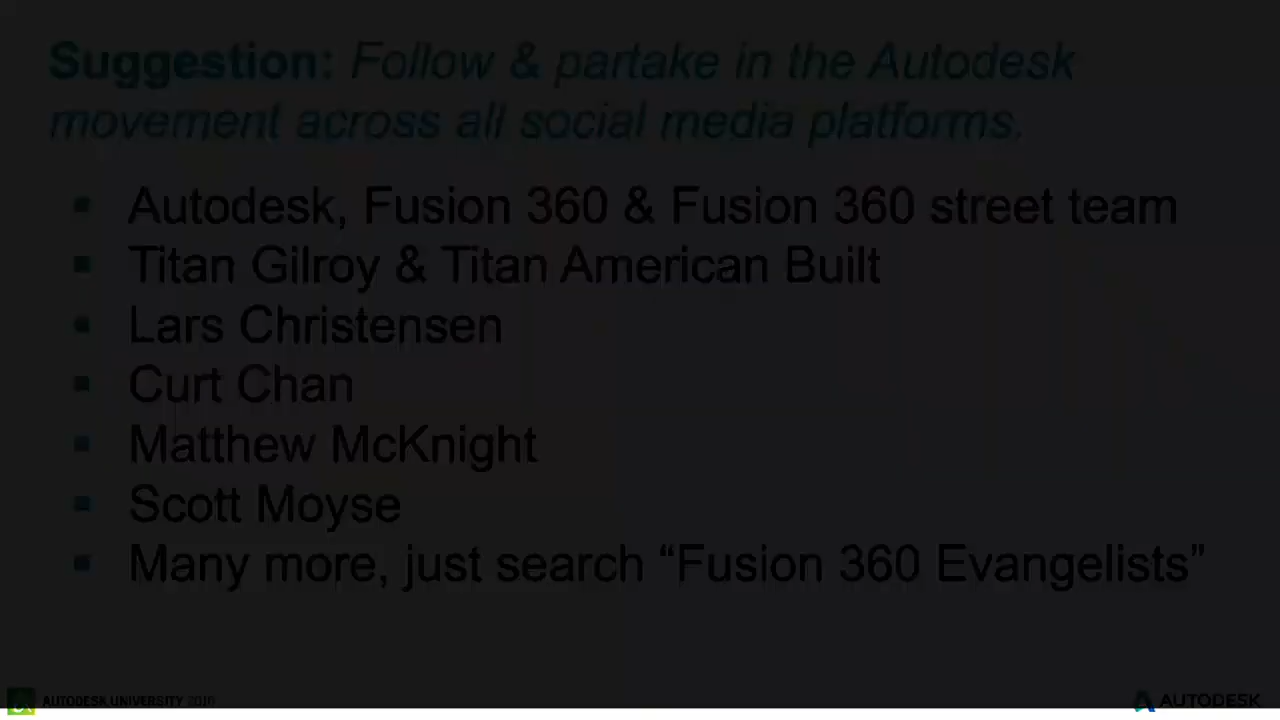 Suggestion: Follow & partake in the Autodesk
movement across all social media platforms.
▪ Autodesk, Fusion 360 & Fusion 360 street team
▪ Titan Gilroy & Titan American Built
▪ Lars Christensen
▪ Curt Chan
▪ Matthew McKnight
▪ Scott Moyse
▪ Many more, just search “Fusion 360 Evangelists”
AUTODESK UNIVERSITY
AUTODESK